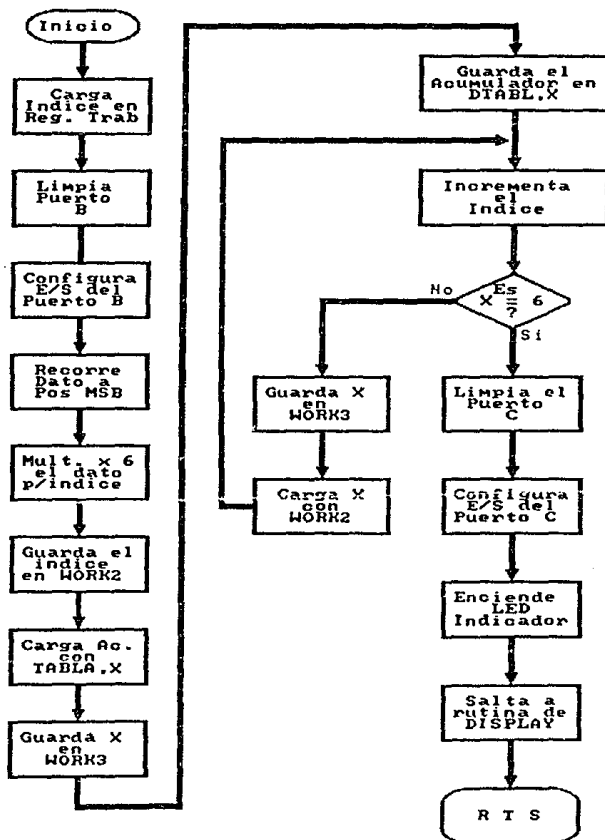 Inicio
Carga
Indice en
Reg. Trab
Limpia
Puerto
B
Configura
E/S del
Puerto B
Recorre
Dato a
Pos MSB
Mult. x 6
el dato
p/indice
Guarda el
indice
en WORK2
Carga Ac.
con
TABLA,X
Guarda X
en
WORK3
Guarda el
Acumulador en
DTABL,X
Incrementa
el
Indice
Es
X = 6
?
No
Si
Guarda X
en
WORK3
Carga X
con
WORK2
Limpia el
Puerto
C
Configura
E/S del
Puerto C
Enciende
LED
Indicador
Salta a
rutina de
DISPLAY
R T S